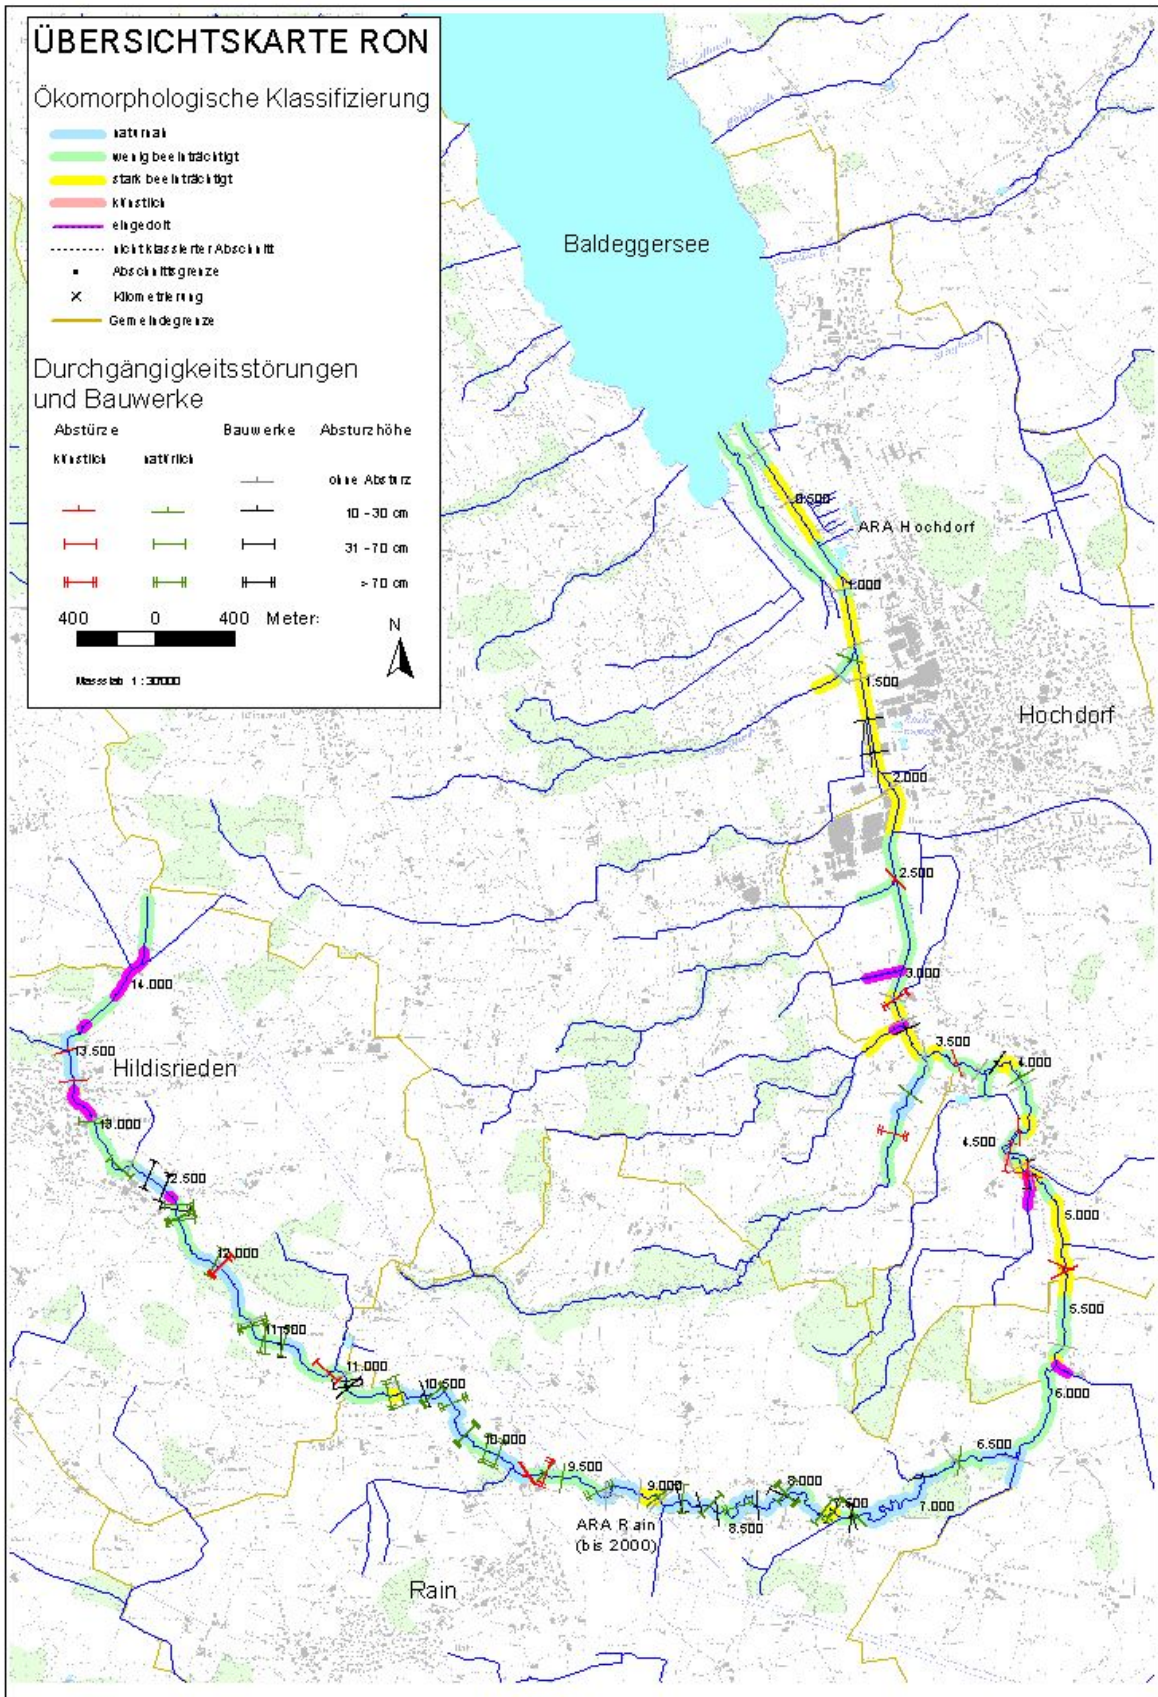 ÜBERSICHTSKARTE RON
Ökomorphologische Klassifizierung
naturnah
wenig beeinträchtigt
stark beeinträchtigt
künstlich
eingedolt
nicht klassierter Abschnitt
Abschnittsgrenze
Kilometrierung
Gemeindegrenze
Durchgängigkeitsstörungen
und Bauwerke
Abstürze Bauwerke Absturzhöhe
künstlich natürlich
ohne Absturz
10 - 30 cm
31 - 70 cm
> 70 cm
400 0 400 Meter:
N
Massstab 1 : 30'000
Baldeggersee
0.500
ARA Hochdorf
1.000
1.500
Hochdorf
2.000
2.500
3.000
14.000
3.500
4.000
13.500
Hildisrieden
13.000
4.500
12.500
5.000
12.000
5.500
11.500
11.000
10.500
6.000
10.000
6.500
9.500
9.000
8.000
7.500
7.000
8.500
ARA Rain
(bis 2000)
Rain